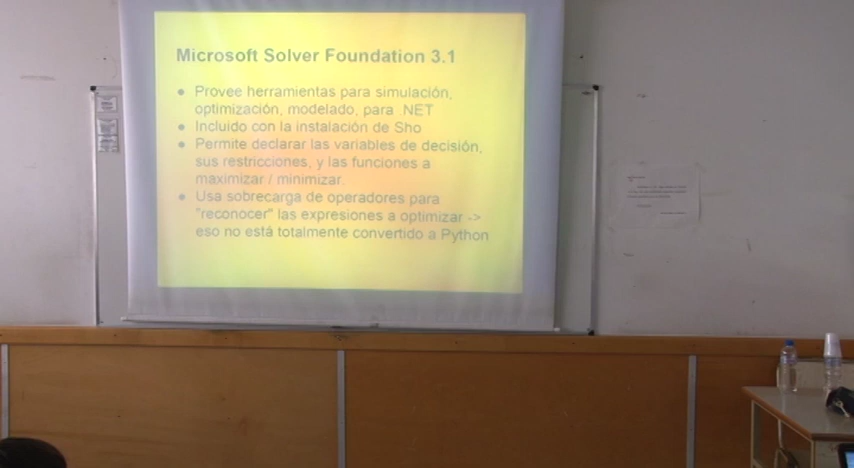 Microsoft Solver Foundation 3.1
Provee herramientas para simulación,
optimización, modelado, para .NET
Incluido con la instalación de Sho
Permite declarar las variables de decisión,
sus restricciones, y las funciones a
maximizar / minimizar.
Usa sobrecarga de operadores para
"reconocer" las expresiones a optimizar ->
eso no está totalmente convertido a Python